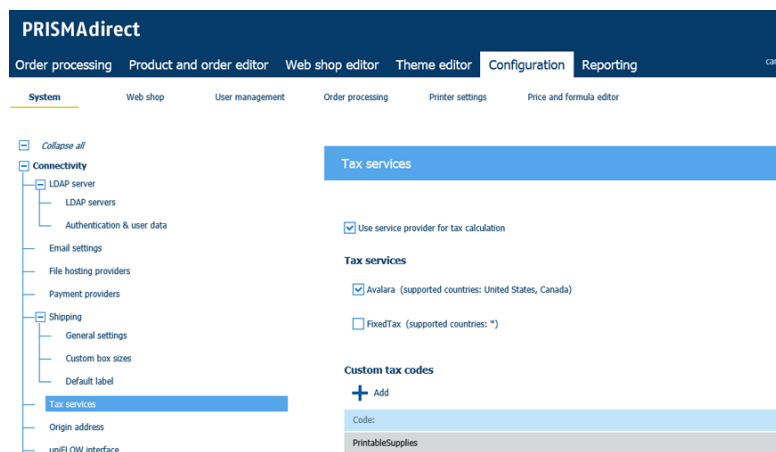 PRISMAdirect
Order processing Product and order editor Web shop editor Theme editor Configuration Reporting
System Web shop User management Order processing Printer settings Price and formula editor
Collapse all
Connectivity
LDAP server
LDAP servers
Authentication & user data
Email settings
File hosting providers
Payment providers
Shipping
General settings
Custom box sizes
Default label
Tax services
Origin address
uniFLOW interface
Tax services
Use service provider for tax calculation
Tax services
Avalara (supported countries: United States, Canada)
FixedTax (supported countries: *)
Custom tax codes
Add
Code:
PrintableSupplies